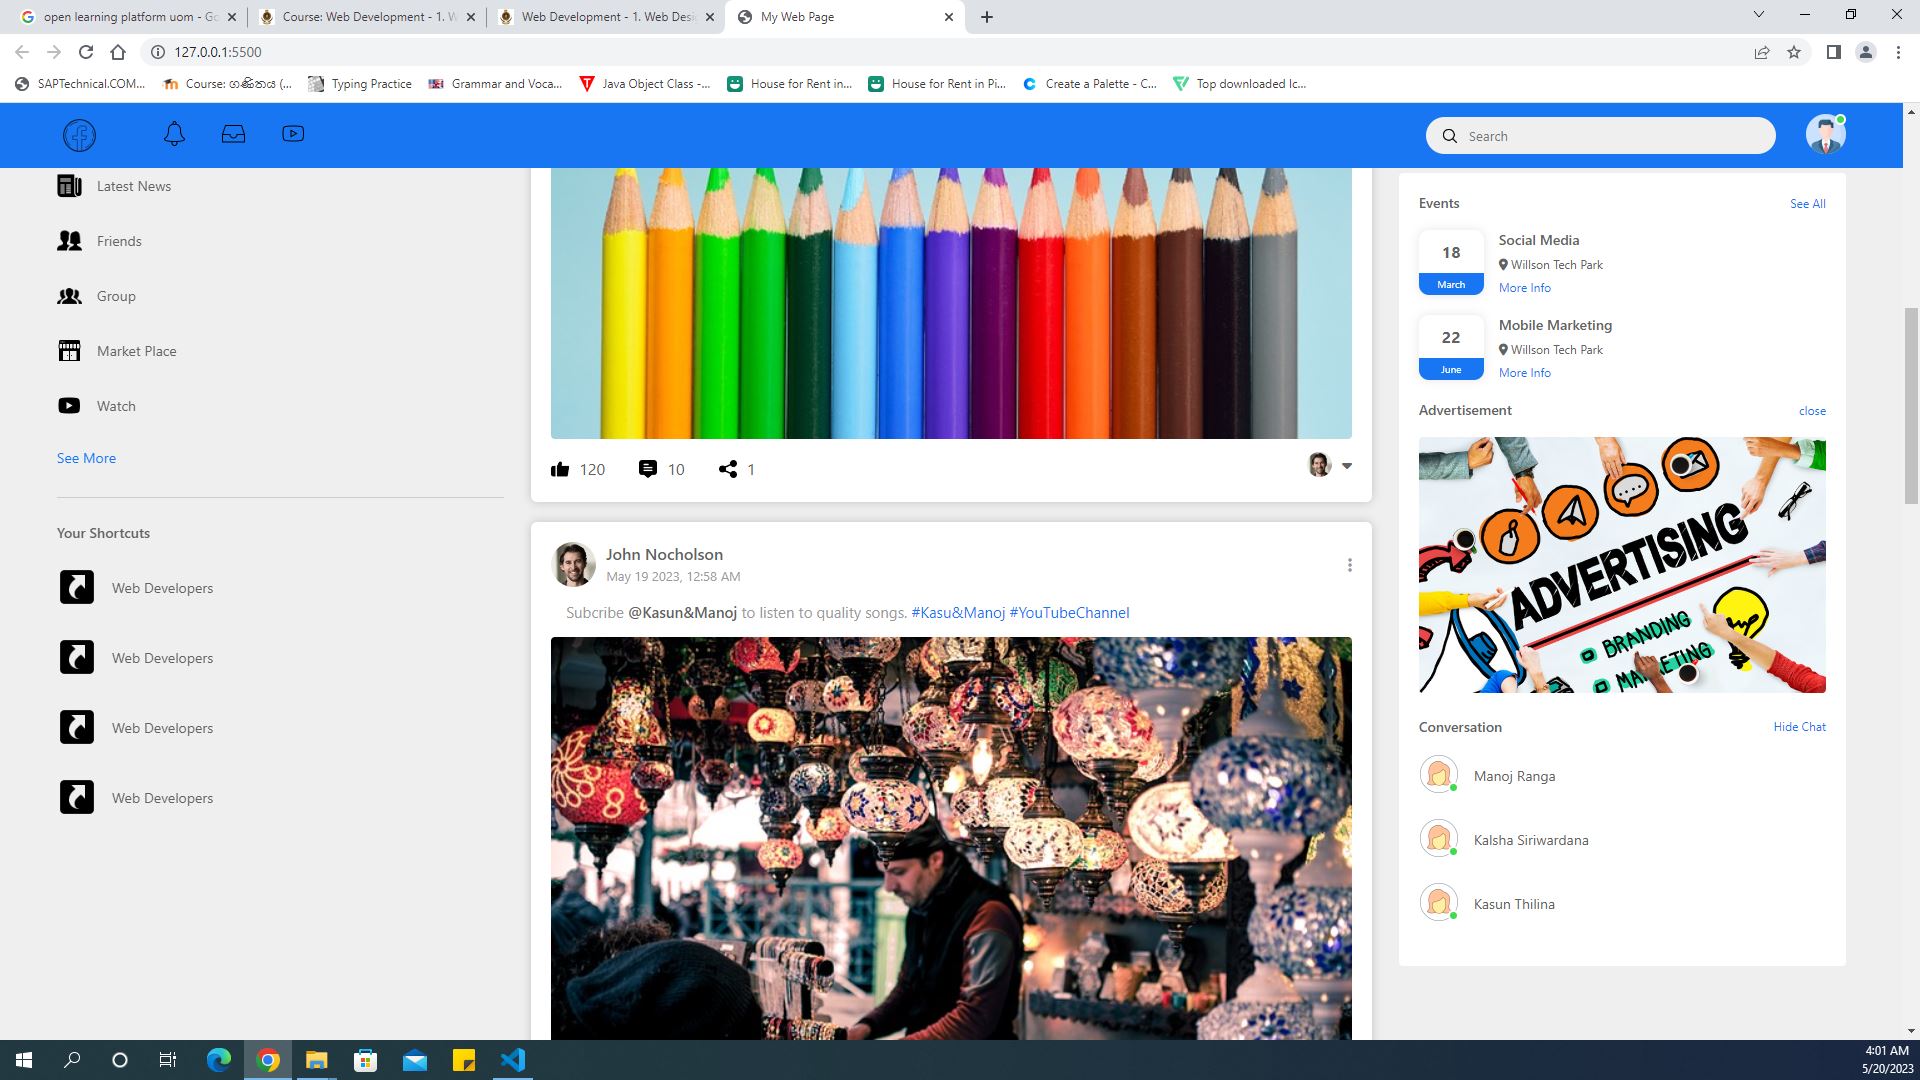 open learning platform uom - Go
Course: Web Development - 1. W
Web Development - 1. Web Desi
My Web Page
127.0.0.1:5500
SAPTechnical.COM...
Course: ගණිතය (...
Typing Practice
Grammar and Voca...
Java Object Class -...
House for Rent in...
House for Rent in Pi...
Create a Palette - C...
Top downloaded Ic...
Search
Latest News
Friends
Group
Market Place
Watch
See More
Your Shortcuts
Web Developers
Web Developers
Web Developers
Web Developers
120
10
1
John Nocholson
May 19 2023, 12:58 AM
Subcribe @Kasun&Manoj to listen to quality songs. #Kasu&Manoj #YouTubeChannel
Events
See All
18
March
Social Media
Willson Tech Park
More Info
22
June
Mobile Marketing
Willson Tech Park
More Info
Advertisement
close
ADVERTISING
BRANDING
MARKETING
Conversation
Hide Chat
Manoj Ranga
Kalsha Siriwardana
Kasun Thilina
4:01 AM
5/20/2023